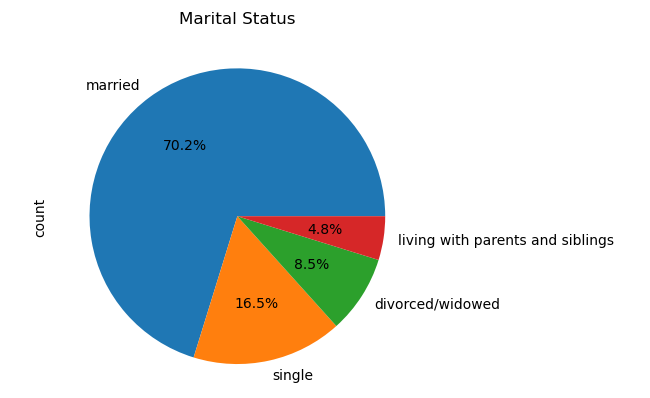 Marital Status
married
70.2%
count
4.8%
living with parents and siblings
8.5%
divorced/widowed
16.5%
single